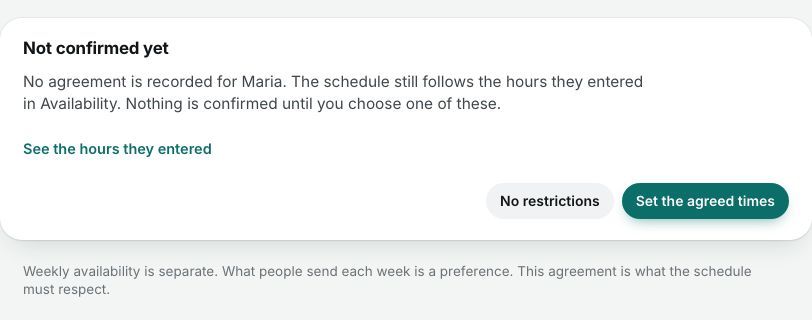 Not confirmed yet
No agreement is recorded for Maria. The schedule still follows the hours they entered
in Availability. Nothing is confirmed until you choose one of these.
See the hours they entered
No restrictions
Set the agreed times
Weekly availability is separate. What people send each week is a preference. This agreement is what the schedule
must respect.